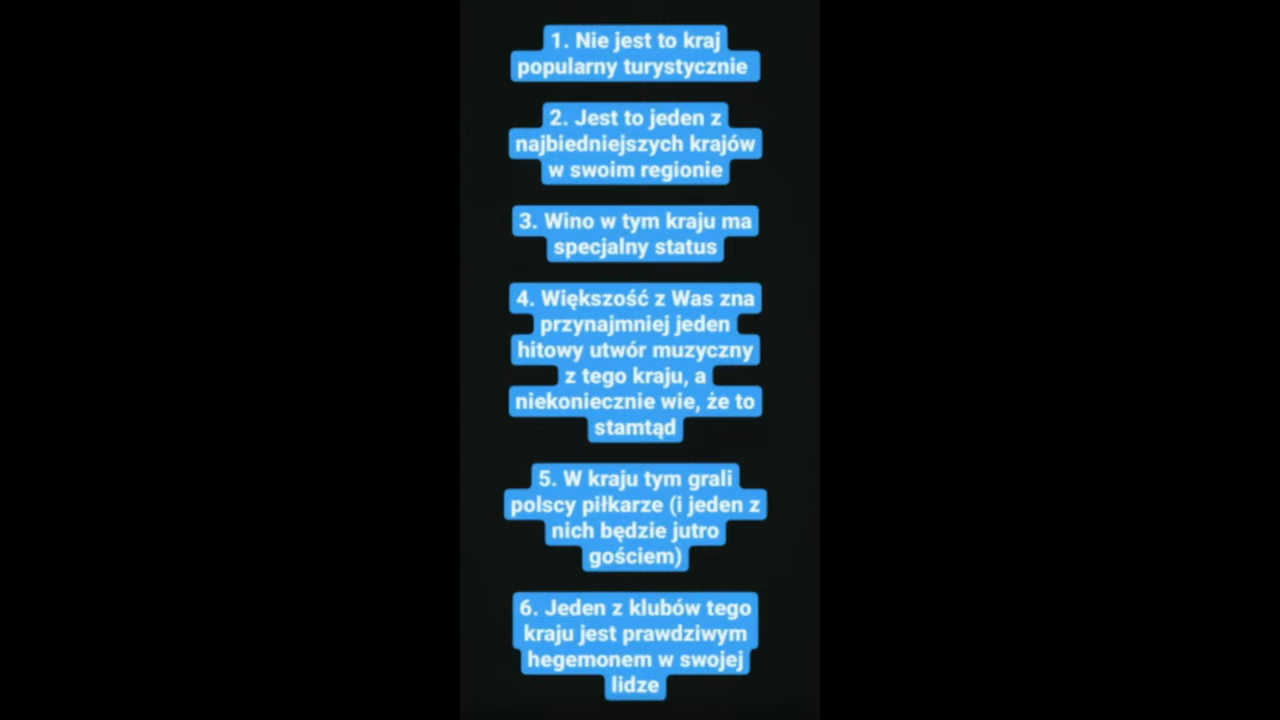 1. Nie jest to kraj
popularny turystycznie
2. Jest to jeden z
najbiedniejszych krajów
w swoim regionie
3. Wino w tym kraju ma
specjalny status
4. Większość z Was zna
przynajmniej jeden
hitowy utwór muzyczny
z tego kraju, a
niekoniecznie wie, że to
stamtąd
5. W kraju tym grali
polscy piłkarze (i jeden z
nich będzie jutro
gościem)
6. Jeden z klubów tego
kraju jest prawdziwym
hegemonem w swojej
lidze